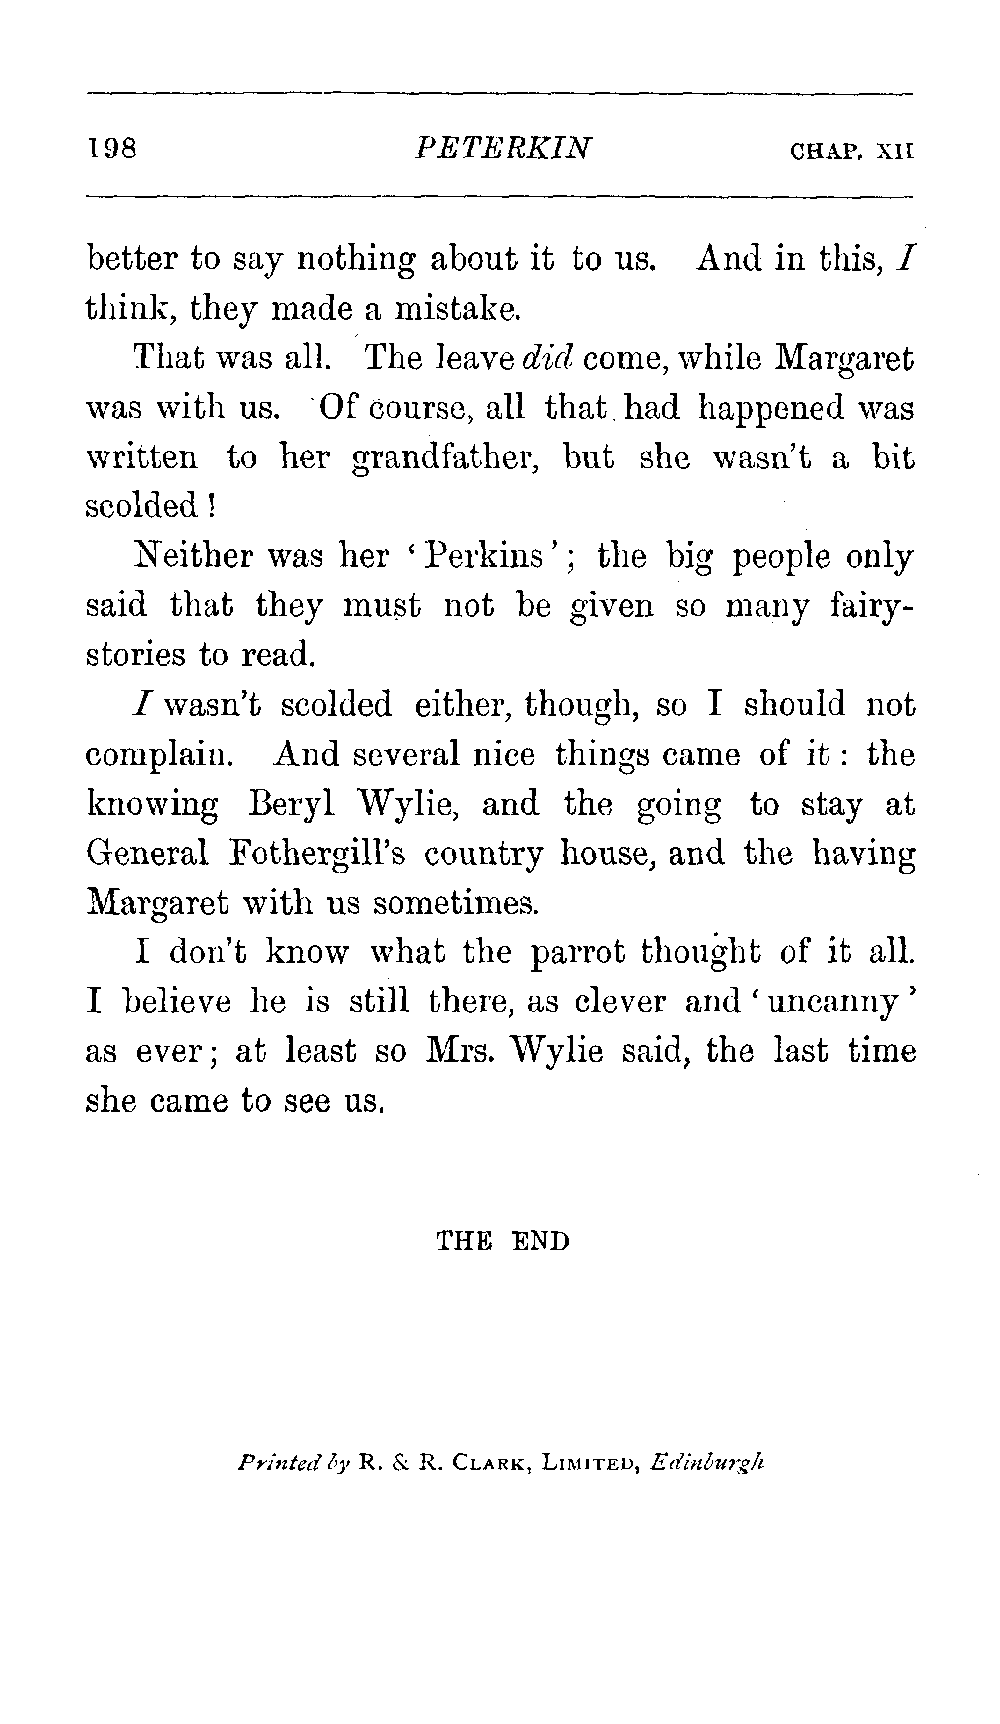 198 PETERKIN CHAP. XII
better to say nothing about it to us. And in this, I
think, they made a mistake.
That was all. The leave did come, while Margaret
was with us. Of course, all that had happened was
written to her grandfather, but she wasn't a bit
scolded !
Neither was her ‘ Perkins ’ ; the big people only
said that they must not be given so many fairy-
stories to read.
I wasn't scolded either, though, so I should not
complain. And several nice things came of it : the
knowing Beryl Wylie, and the going to stay at
General Fothergill's country house, and the having
Margaret with us sometimes.
I don't know what the parrot thought of it all.
I believe he is still there, as clever and ‘ uncanny ’
as ever ; at least so Mrs. Wylie said, the last time
she came to see us.
THE END
Printed by R. & R. CLARK, LIMITED, Edinburgh